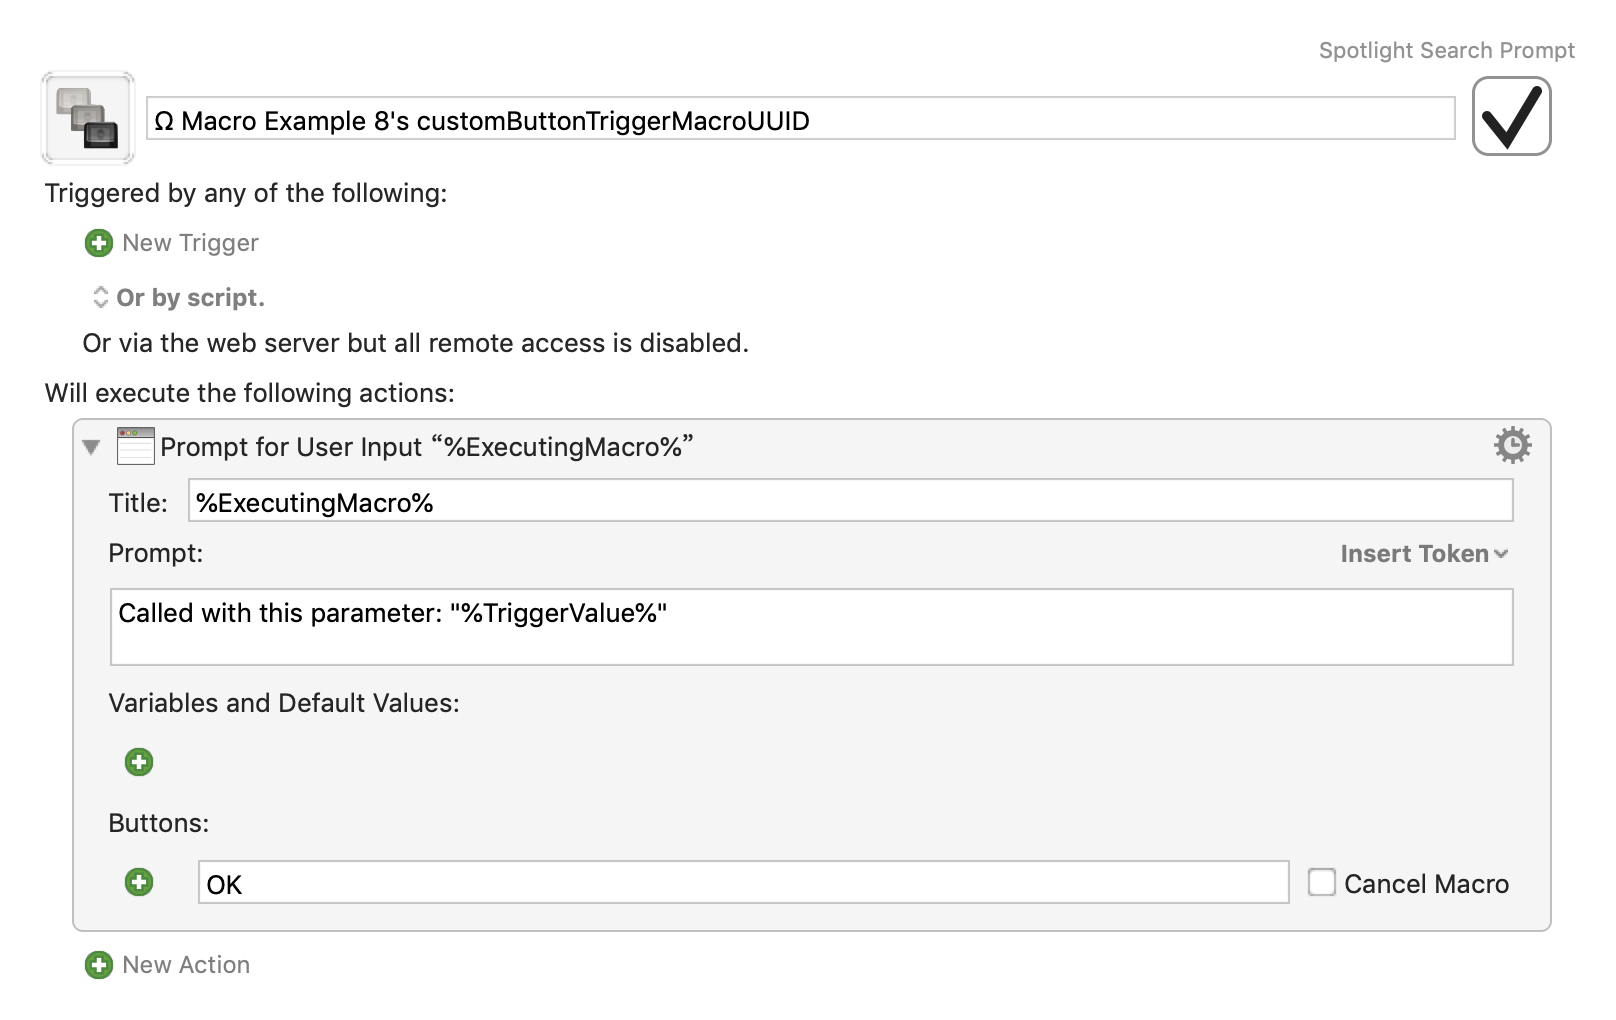 Spotlight Search Prompt
Ω Macro Example 8's customButtonTriggerMacroUUID
Triggered by any of the following:
New Trigger
Or by script.
Or via the web server but all remote access is disabled.
Will execute the following actions:
Prompt for User Input “%ExecutingMacro%”
Title: %ExecutingMacro%
Prompt: Insert Token
Called with this parameter: "%TriggerValue%"
Variables and Default Values:
Buttons:
OK Cancel Macro
New Action